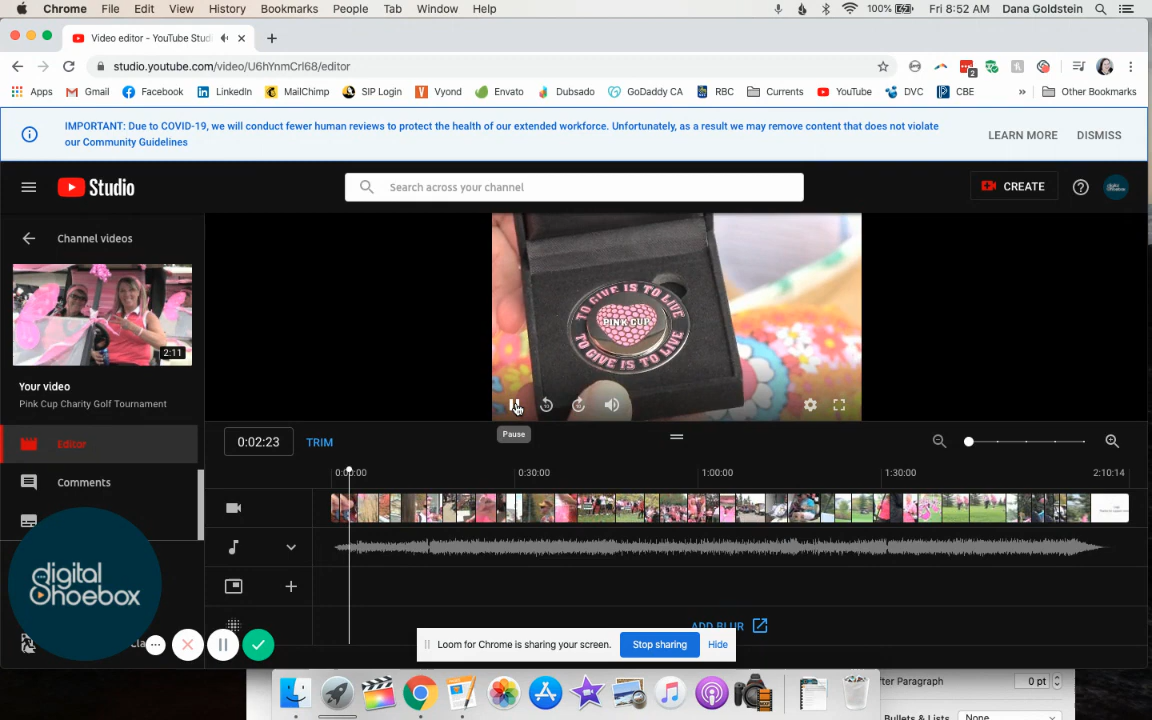 Chrome File Edit View History Bookmarks People Tab Window Help 100% Fri 8:52 AM Dana Goldstein
Video editor - YouTube Studi
studio.youtube.com/video/U6hYnmCrl68/editor
2
Apps Gmail Facebook LinkedIn MailChimp SIP Login Vyond Envato Dubsado GoDaddy CA RBC Currents YouTube DVC CBE » Other Bookmarks
IMPORTANT: Due to COVID-19, we will conduct fewer human reviews to protect the health of our extended workforce. Unfortunately, as a result we may remove content that does not violate
our Community Guidelines
LEARN MORE DISMISS
Studio
Search across your channel
CREATE
Channel videos
2:11
Your video
Pink Cup Charity Golf Tournament
Editor
Comments
TO GIVE IS TO LIVE
PINK CUP
TO GIVE IS TO LIVE
Pause
0:02:23 TRIM
0:00:00 0:30:00 1:00:00 1:30:00 2:10:14
ADD BLUR
digital
Shoebox
Cla
Loom for Chrome is sharing your screen. Stop sharing Hide
fter Paragraph 0 pt
Bullets & Lists None